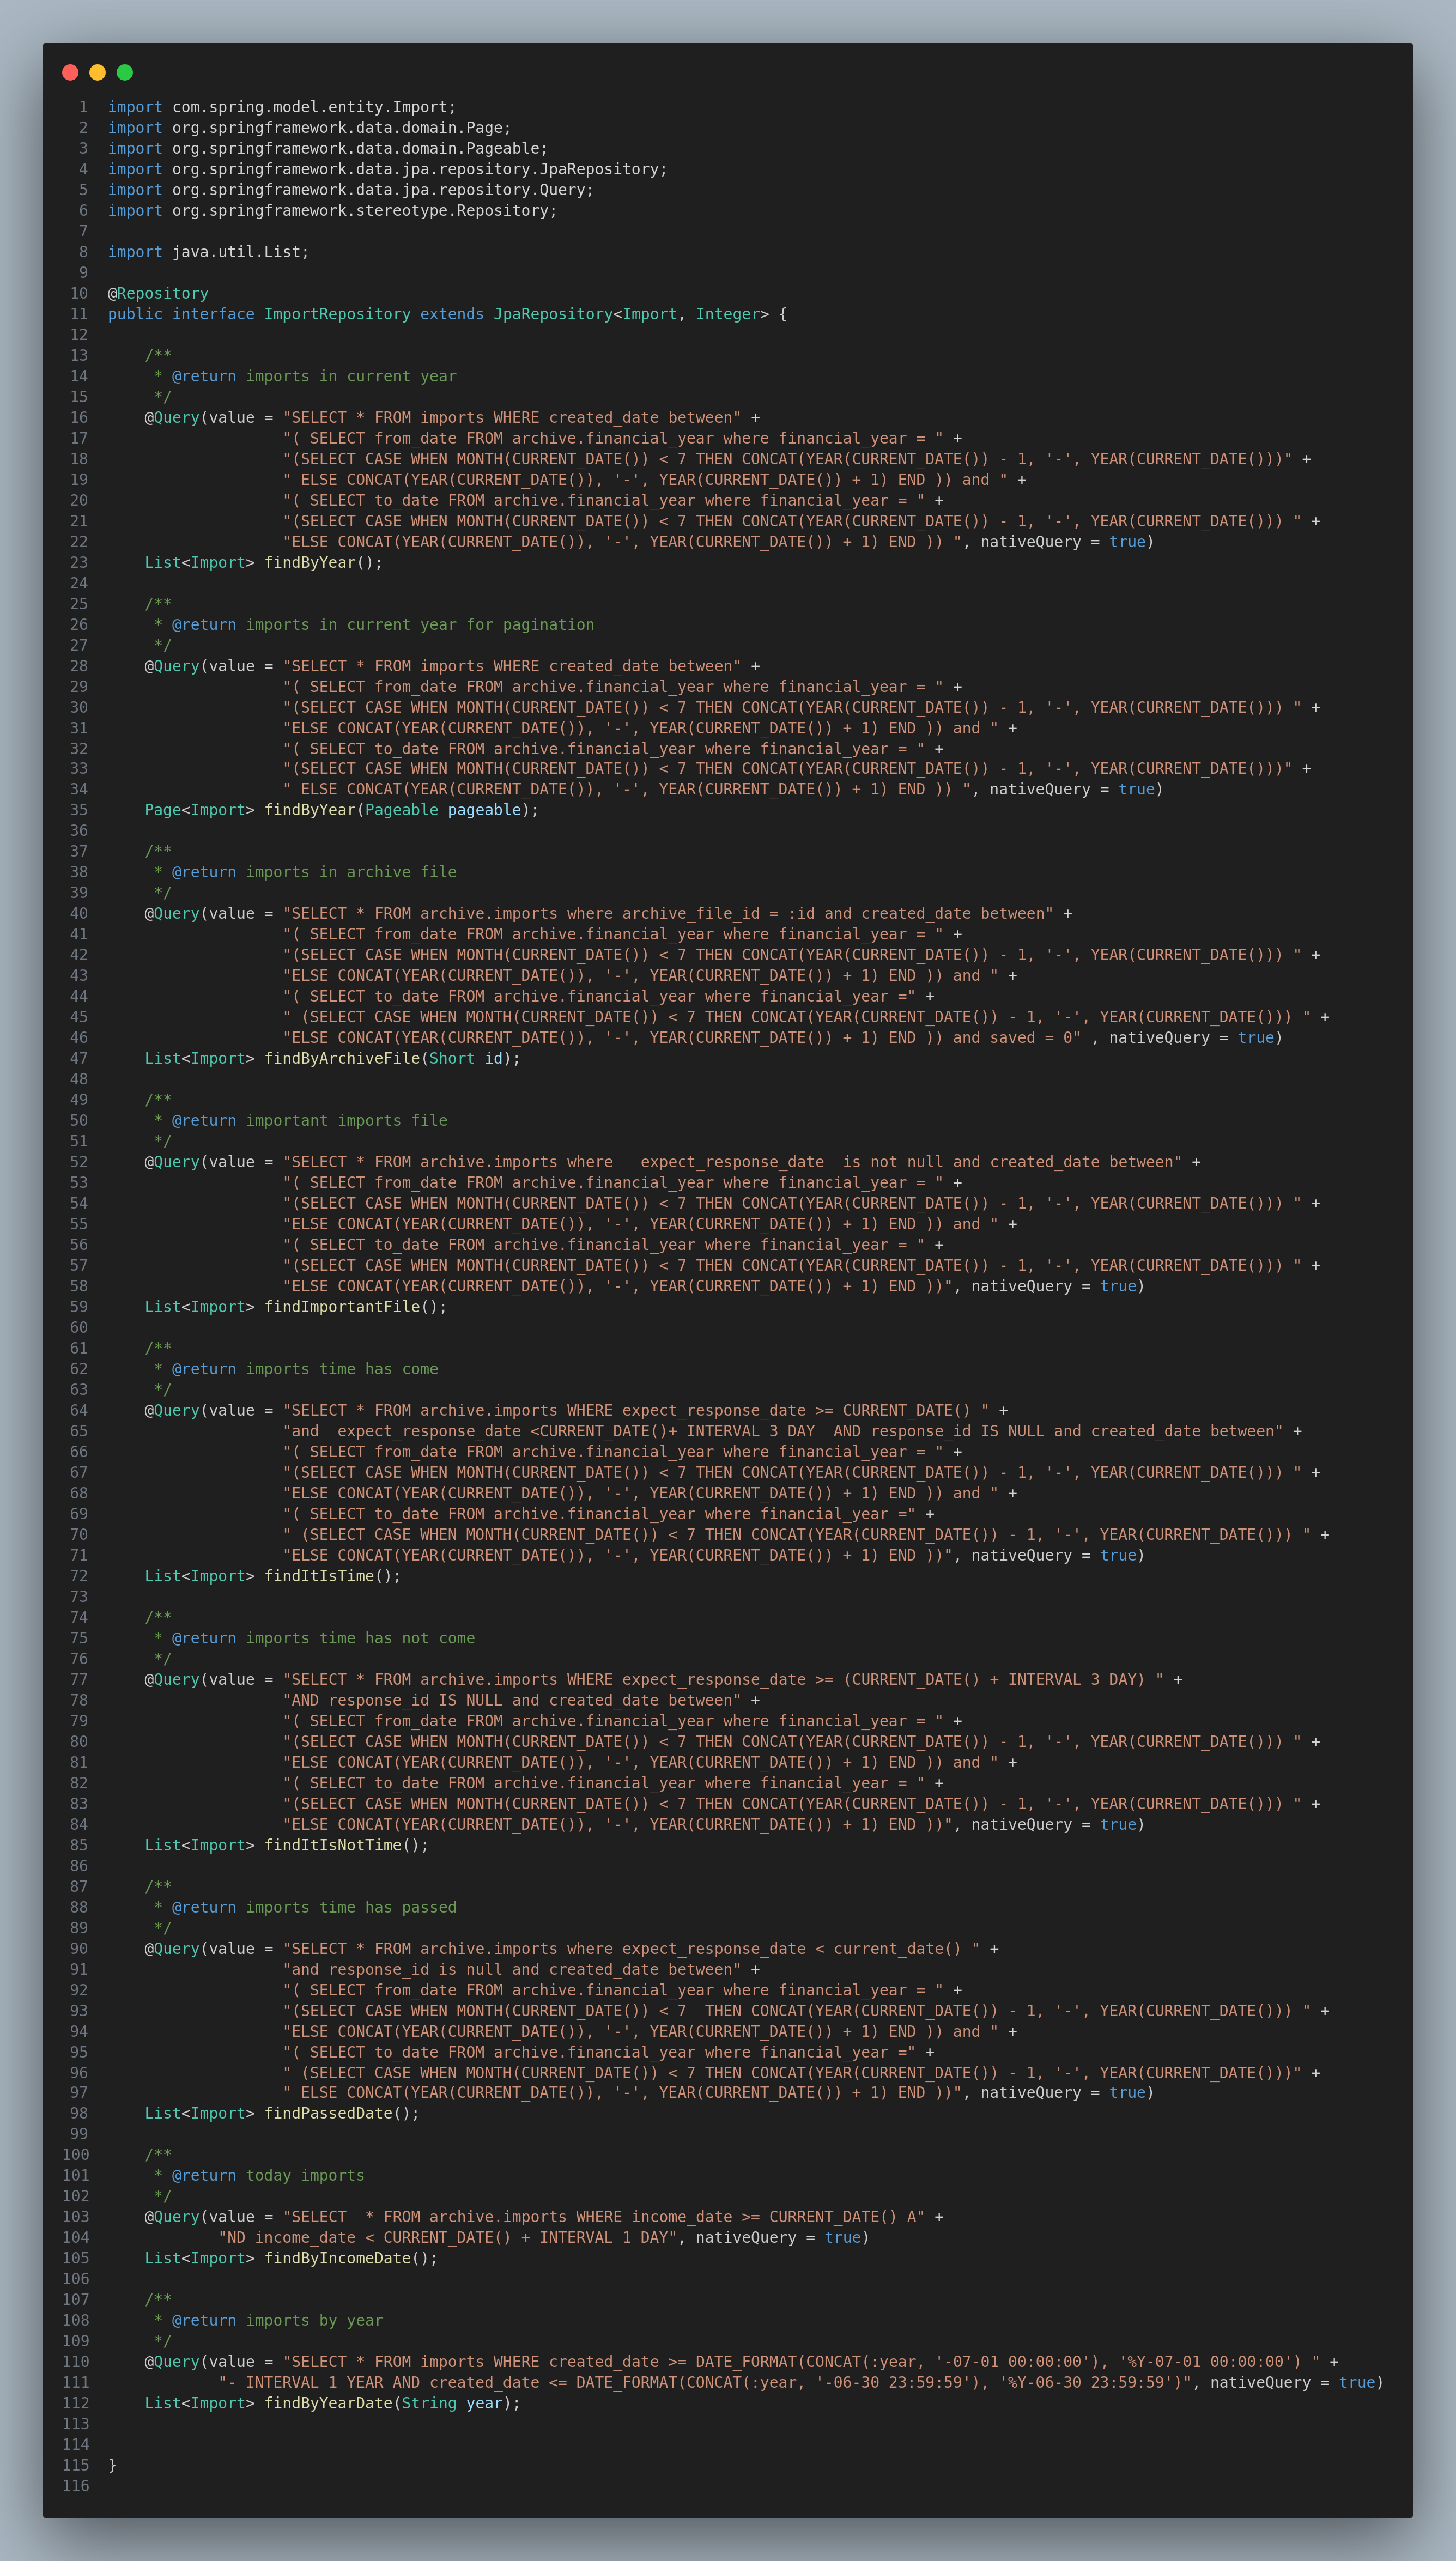 1 import com.spring.model.entity.Import;
2 import org.springframework.data.domain.Page;
3 import org.springframework.data.domain.Pageable;
4 import org.springframework.data.jpa.repository.JpaRepository;
5 import org.springframework.data.jpa.repository.Query;
6 import org.springframework.stereotype.Repository;
7
8 import java.util.List;
9
10 @Repository
11 public interface ImportRepository extends JpaRepository<Import, Integer> {
12
13     /**
14      * @return imports in current year
15      */
16     @Query(value = "SELECT * FROM imports WHERE created_date between" +
17                    "( SELECT from_date FROM archive.financial_year where financial_year = " +
18                    "(SELECT CASE WHEN MONTH(CURRENT_DATE()) < 7 THEN CONCAT(YEAR(CURRENT_DATE()) - 1, '-', YEAR(CURRENT_DATE()))" +
19                    " ELSE CONCAT(YEAR(CURRENT_DATE()), '-', YEAR(CURRENT_DATE()) + 1) END )) and " +
20                    "( SELECT to_date FROM archive.financial_year where financial_year = " +
21                    "(SELECT CASE WHEN MONTH(CURRENT_DATE()) < 7 THEN CONCAT(YEAR(CURRENT_DATE()) - 1, '-', YEAR(CURRENT_DATE())) " +
22                    "ELSE CONCAT(YEAR(CURRENT_DATE()), '-', YEAR(CURRENT_DATE()) + 1) END )) ", nativeQuery = true)
23     List<Import> findByYear();
24
25     /**
26      * @return imports in current year for pagination
27      */
28     @Query(value = "SELECT * FROM imports WHERE created_date between" +
29                    "( SELECT from_date FROM archive.financial_year where financial_year = " +
30                    "(SELECT CASE WHEN MONTH(CURRENT_DATE()) < 7 THEN CONCAT(YEAR(CURRENT_DATE()) - 1, '-', YEAR(CURRENT_DATE())) " +
31                    "ELSE CONCAT(YEAR(CURRENT_DATE()), '-', YEAR(CURRENT_DATE()) + 1) END )) and " +
32                    "( SELECT to_date FROM archive.financial_year where financial_year = " +
33                    "(SELECT CASE WHEN MONTH(CURRENT_DATE()) < 7 THEN CONCAT(YEAR(CURRENT_DATE()) - 1, '-', YEAR(CURRENT_DATE()))" +
34                    " ELSE CONCAT(YEAR(CURRENT_DATE()), '-', YEAR(CURRENT_DATE()) + 1) END )) ", nativeQuery = true)
35     Page<Import> findByYear(Pageable pageable);
36
37     /**
38      * @return imports in archive file
39      */
40     @Query(value = "SELECT * FROM archive.imports where archive_file_id = :id and created_date between" +
41                    "( SELECT from_date FROM archive.financial_year where financial_year = " +
42                    "(SELECT CASE WHEN MONTH(CURRENT_DATE()) < 7 THEN CONCAT(YEAR(CURRENT_DATE()) - 1, '-', YEAR(CURRENT_DATE())) " +
43                    "ELSE CONCAT(YEAR(CURRENT_DATE()), '-', YEAR(CURRENT_DATE()) + 1) END )) and " +
44                    "( SELECT to_date FROM archive.financial_year where financial_year =" +
45                    " (SELECT CASE WHEN MONTH(CURRENT_DATE()) < 7 THEN CONCAT(YEAR(CURRENT_DATE()) - 1, '-', YEAR(CURRENT_DATE())) " +
46                    "ELSE CONCAT(YEAR(CURRENT_DATE()), '-', YEAR(CURRENT_DATE()) + 1) END )) and saved = 0" , nativeQuery = true)
47     List<Import> findByArchiveFile(Short id);
48
49     /**
50      * @return important imports file
51      */
52     @Query(value = "SELECT * FROM archive.imports where   expect_response_date  is not null and created_date between" +
53                    "( SELECT from_date FROM archive.financial_year where financial_year = " +
54                    "(SELECT CASE WHEN MONTH(CURRENT_DATE()) < 7 THEN CONCAT(YEAR(CURRENT_DATE()) - 1, '-', YEAR(CURRENT_DATE())) " +
55                    "ELSE CONCAT(YEAR(CURRENT_DATE()), '-', YEAR(CURRENT_DATE()) + 1) END )) and " +
56                    "( SELECT to_date FROM archive.financial_year where financial_year = " +
57                    "(SELECT CASE WHEN MONTH(CURRENT_DATE()) < 7 THEN CONCAT(YEAR(CURRENT_DATE()) - 1, '-', YEAR(CURRENT_DATE())) " +
58                    "ELSE CONCAT(YEAR(CURRENT_DATE()), '-', YEAR(CURRENT_DATE()) + 1) END ))", nativeQuery = true)
59     List<Import> findImportantFile();
60
61     /**
62      * @return imports time has come
63      */
64     @Query(value = "SELECT * FROM archive.imports WHERE expect_response_date >= CURRENT_DATE() " +
65                    "and  expect_response_date <CURRENT_DATE()+ INTERVAL 3 DAY  AND response_id IS NULL and created_date between" +
66                    "( SELECT from_date FROM archive.financial_year where financial_year = " +
67                    "(SELECT CASE WHEN MONTH(CURRENT_DATE()) < 7 THEN CONCAT(YEAR(CURRENT_DATE()) - 1, '-', YEAR(CURRENT_DATE())) " +
68                    "ELSE CONCAT(YEAR(CURRENT_DATE()), '-', YEAR(CURRENT_DATE()) + 1) END )) and " +
69                    "( SELECT to_date FROM archive.financial_year where financial_year =" +
70                    " (SELECT CASE WHEN MONTH(CURRENT_DATE()) < 7 THEN CONCAT(YEAR(CURRENT_DATE()) - 1, '-', YEAR(CURRENT_DATE())) " +
71                    "ELSE CONCAT(YEAR(CURRENT_DATE()), '-', YEAR(CURRENT_DATE()) + 1) END ))", nativeQuery = true)
72     List<Import> findItIsTime();
73
74     /**
75      * @return imports time has not come
76      */
77     @Query(value = "SELECT * FROM archive.imports WHERE expect_response_date >= (CURRENT_DATE() + INTERVAL 3 DAY) " +
78                    "AND response_id IS NULL and created_date between" +
79                    "( SELECT from_date FROM archive.financial_year where financial_year = " +
80                    "(SELECT CASE WHEN MONTH(CURRENT_DATE()) < 7 THEN CONCAT(YEAR(CURRENT_DATE()) - 1, '-', YEAR(CURRENT_DATE())) " +
81                    "ELSE CONCAT(YEAR(CURRENT_DATE()), '-', YEAR(CURRENT_DATE()) + 1) END )) and " +
82                    "( SELECT to_date FROM archive.financial_year where financial_year = " +
83                    "(SELECT CASE WHEN MONTH(CURRENT_DATE()) < 7 THEN CONCAT(YEAR(CURRENT_DATE()) - 1, '-', YEAR(CURRENT_DATE())) " +
84                    "ELSE CONCAT(YEAR(CURRENT_DATE()), '-', YEAR(CURRENT_DATE()) + 1) END ))", nativeQuery = true)
85     List<Import> findItIsNotTime();
86
87     /**
88      * @return imports time has passed
89      */
90     @Query(value = "SELECT * FROM archive.imports where expect_response_date < current_date() " +
91                    "and response_id is null and created_date between" +
92                    "( SELECT from_date FROM archive.financial_year where financial_year = " +
93                    "(SELECT CASE WHEN MONTH(CURRENT_DATE()) < 7  THEN CONCAT(YEAR(CURRENT_DATE()) - 1, '-', YEAR(CURRENT_DATE())) " +
94                    "ELSE CONCAT(YEAR(CURRENT_DATE()), '-', YEAR(CURRENT_DATE()) + 1) END )) and " +
95                    "( SELECT to_date FROM archive.financial_year where financial_year =" +
96                    " (SELECT CASE WHEN MONTH(CURRENT_DATE()) < 7 THEN CONCAT(YEAR(CURRENT_DATE()) - 1, '-', YEAR(CURRENT_DATE()))" +
97                    " ELSE CONCAT(YEAR(CURRENT_DATE()), '-', YEAR(CURRENT_DATE()) + 1) END ))", nativeQuery = true)
98     List<Import> findPassedDate();
99
100     /**
101      * @return today imports
102      */
103     @Query(value = "SELECT  * FROM archive.imports WHERE income_date >= CURRENT_DATE() A" +
104             "ND income_date < CURRENT_DATE() + INTERVAL 1 DAY", nativeQuery = true)
105     List<Import> findByIncomeDate();
106
107     /**
108      * @return imports by year
109      */
110     @Query(value = "SELECT * FROM imports WHERE created_date >= DATE_FORMAT(CONCAT(:year, '-07-01 00:00:00'), '%Y-07-01 00:00:00') " +
111             "- INTERVAL 1 YEAR AND created_date <= DATE_FORMAT(CONCAT(:year, '-06-30 23:59:59'), '%Y-06-30 23:59:59')", nativeQuery = true)
112     List<Import> findByYearDate(String year);
113
114
115 }
116